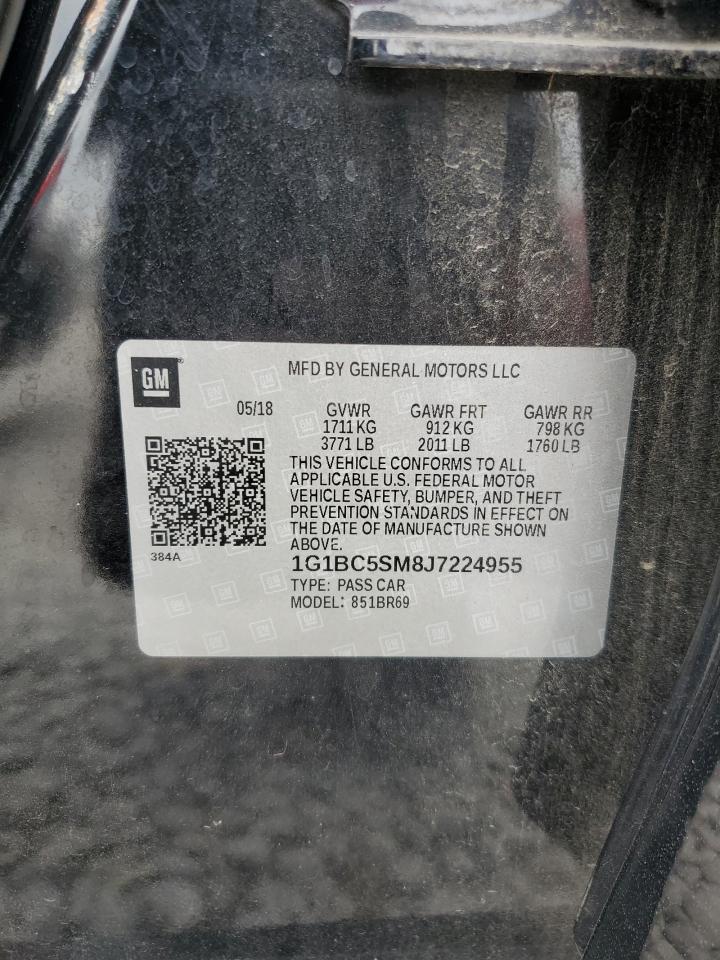 GM
MFD BY GENERAL MOTORS LLC
05/18 GVWR GAWR FRT GAWR RR
1711 KG 912 KG 798 KG
3771 LB 2011 LB 1760 LB
THIS VEHICLE CONFORMS TO ALL
APPLICABLE U.S. FEDERAL MOTOR
VEHICLE SAFETY, BUMPER, AND THEFT
PREVENTION STANDARDS IN EFFECT ON
THE DATE OF MANUFACTURE SHOWN
ABOVE.
384A
1G1BC5SM8J7224955
TYPE: PASS CAR
MODEL: 851BR69